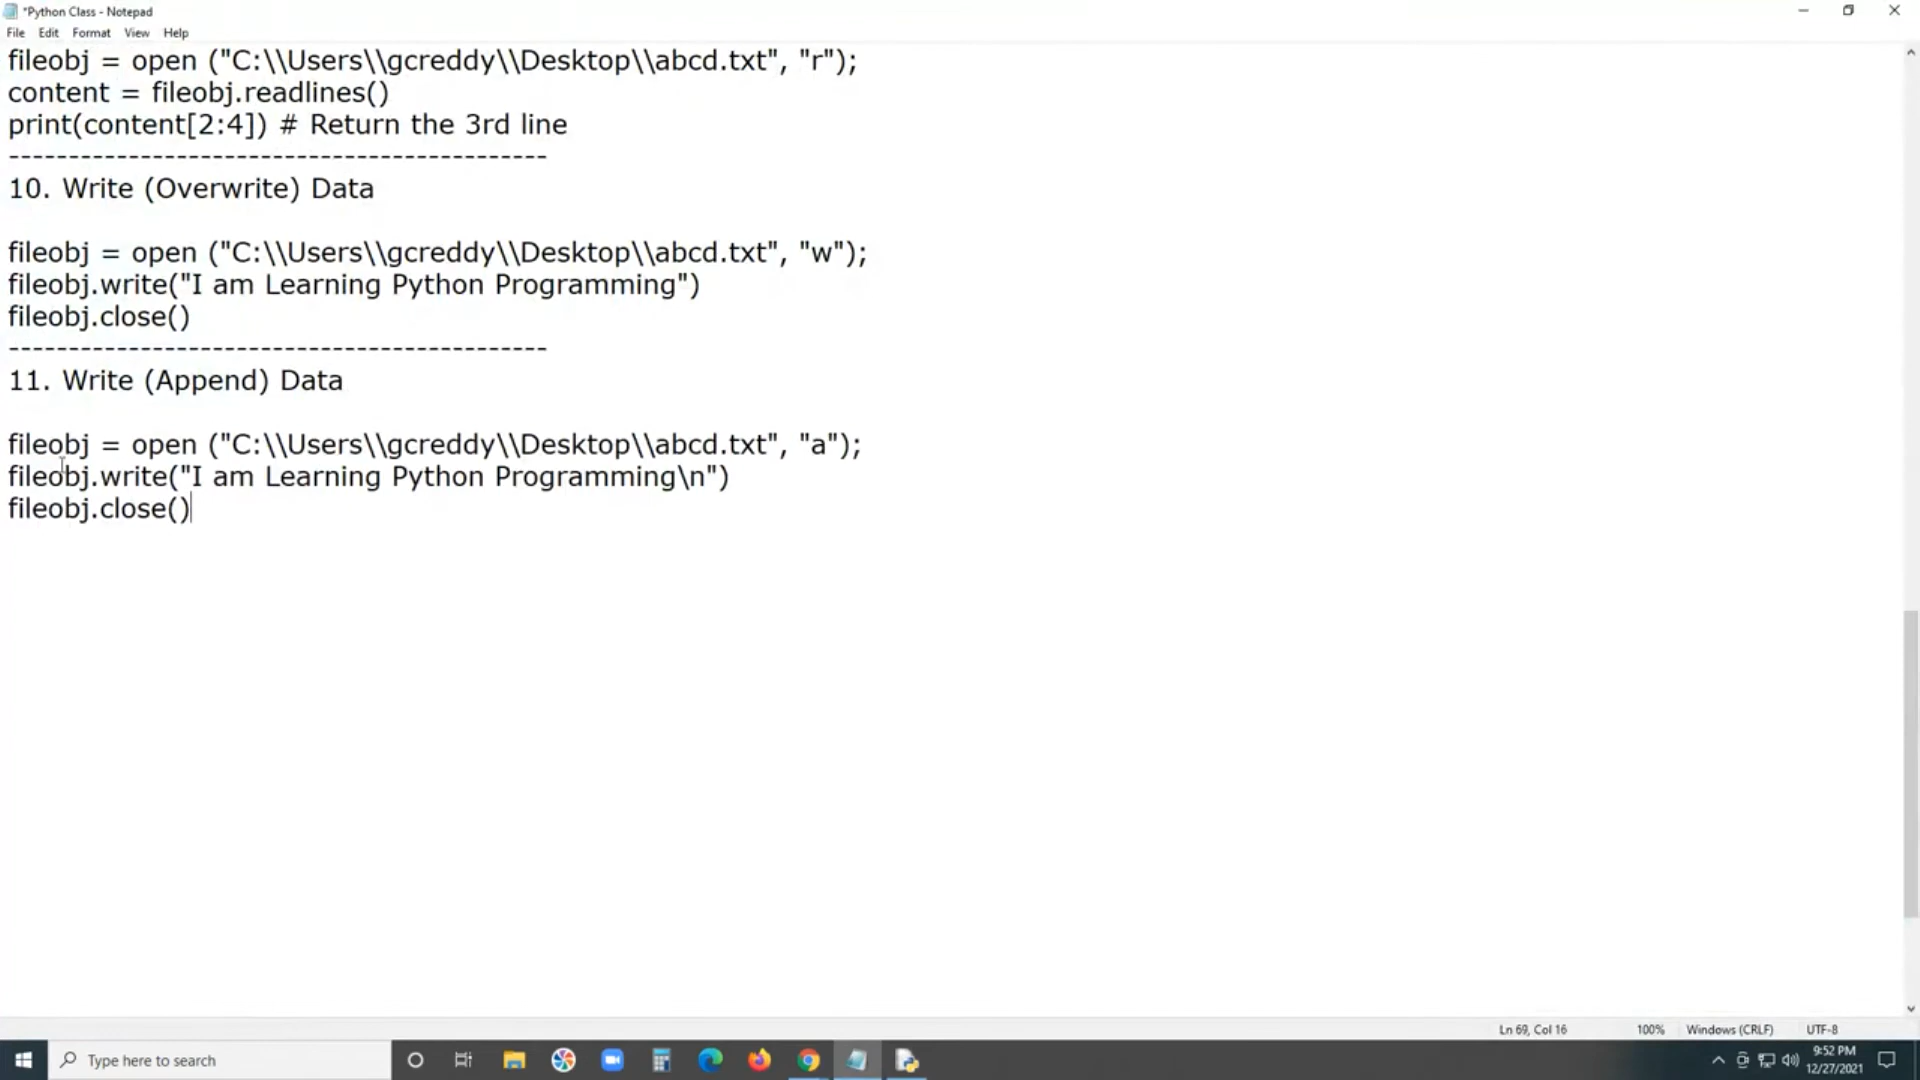 *Python Class - Notepad
File Edit Format View Help
fileobj = open ("C:\\Users\\gcreddy\\Desktop\\abcd.txt", "r");
content = fileobj.readlines()
print(content[2:4]) # Return the 3rd line
--------------------------------------------
10. Write (Overwrite) Data
fileobj = open ("C:\\Users\\gcreddy\\Desktop\\abcd.txt", "w");
fileobj.write("I am Learning Python Programming")
fileobj.close()
--------------------------------------------
11. Write (Append) Data
fileobj = open ("C:\\Users\\gcreddy\\Desktop\\abcd.txt", "a");
fileobj.write("I am Learning Python Programming\n")
fileobj.close()
Ln 69, Col 16 100% Windows (CRLF) UTF-8
Type here to search
9:52 PM
12/27/2021